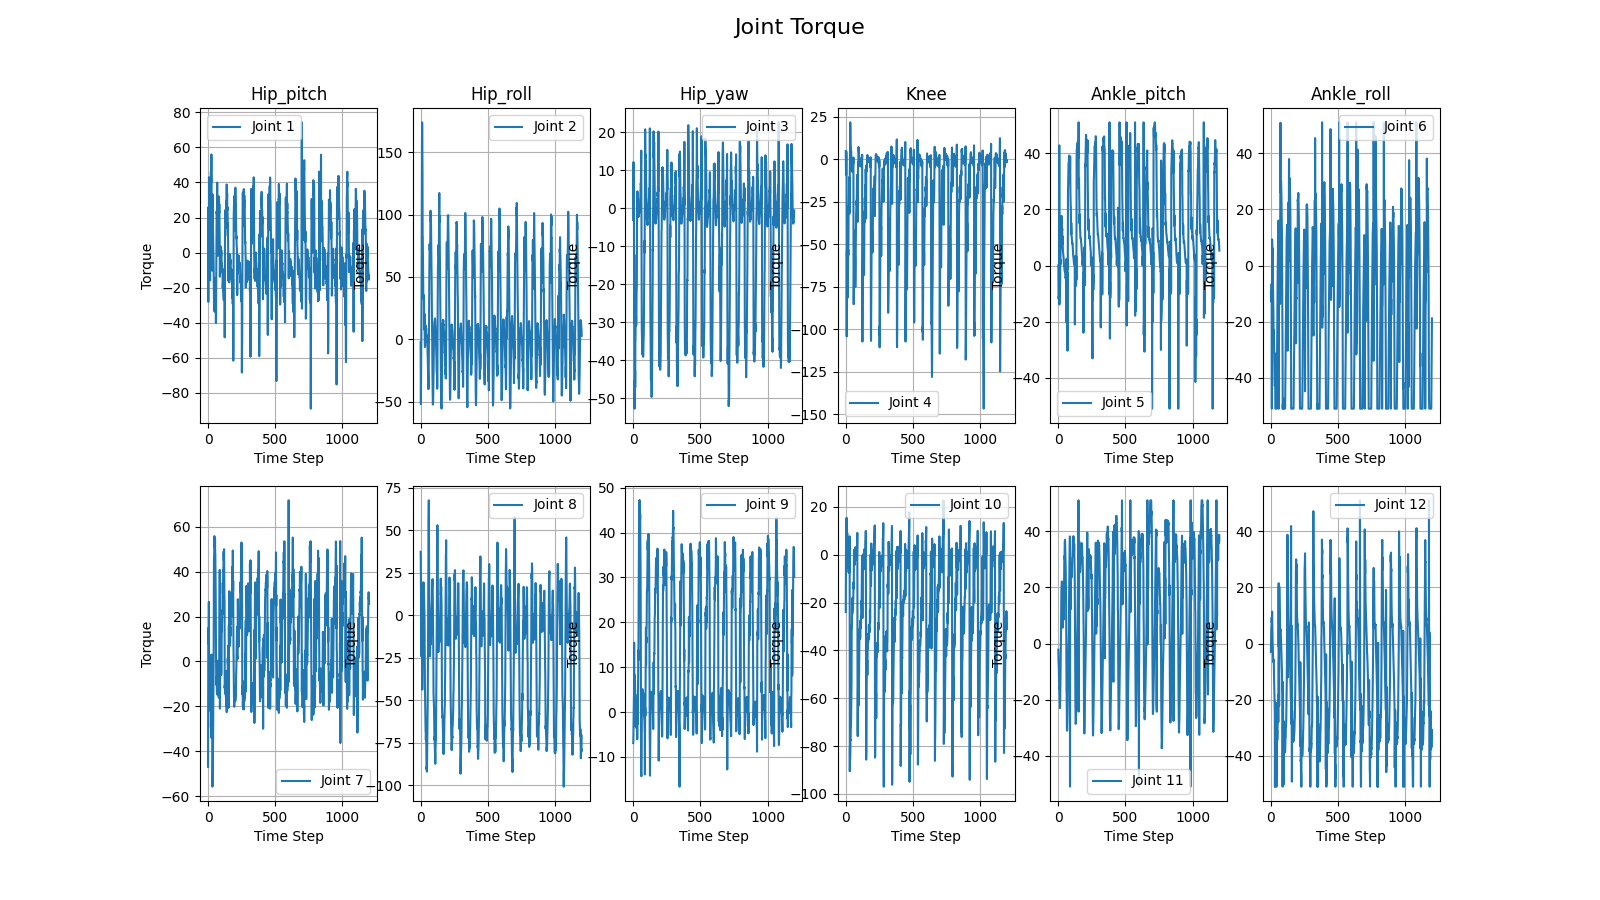 Joint Torque
Hip_pitch Hip_roll Hip_yaw Knee Ankle_pitch Ankle_roll
Torque
80
60
40
20
0
−20
−40
−60
−80
Joint 1
0 500 1000
Time Step
Torque
150
100
50
0
−50
Joint 2
0 500 1000
Time Step
Torque
20
10
0
−10
−20
−30
−40
−50
Joint 3
0 500 1000
Time Step
Torque
25
0
−25
−50
−75
−100
−125
−150
Joint 4
0 500 1000
Time Step
Torque
40
20
0
−20
−40
Joint 5
0 500 1000
Time Step
Torque
40
20
0
−20
−40
Joint 6
0 500 1000
Time Step
Torque
60
40
20
0
−20
−40
−60
Joint 7
0 500 1000
Time Step
Torque
75
50
25
0
−25
−50
−75
−100
Joint 8
0 500 1000
Time Step
Torque
50
40
30
20
10
0
−10
Joint 9
0 500 1000
Time Step
Torque
20
0
−20
−40
−60
−80
−100
Joint 10
0 500 1000
Time Step
Torque
40
20
0
−20
−40
Joint 11
0 500 1000
Time Step
Torque
40
20
0
−20
−40
Joint 12
0 500 1000
Time Step